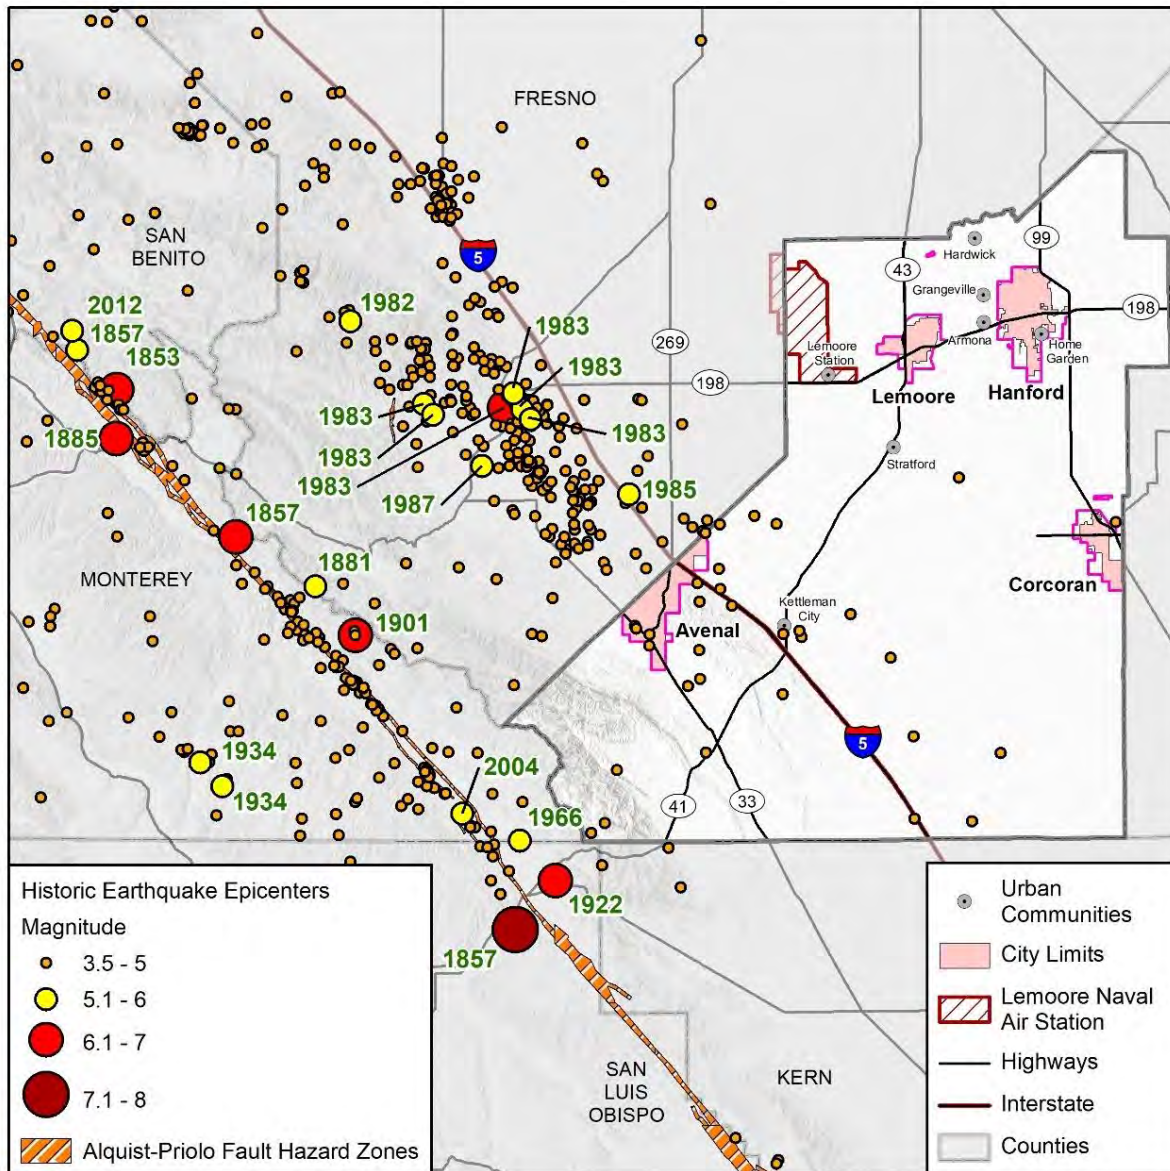 FRESNO
SAN
BENITO
5
99
Hardwick
43
2012
1982
Grangeville
198
1857
1983
1853
269
Armona
Home
Garden
Lemoore
Station
1983
198
Lemoore
Hanford
1983
1885
1983
1983
1983
Stratford
1987
1985
1857
1881
MONTEREY
Corcoran
Kettleman
City
1901
Avenal
5
1934
2004
1934
1966
41
33
1922
1857
SAN
LUIS
OBISPO
KERN
Historic Earthquake Epicenters
Magnitude
3.5 - 5
5.1 - 6
6.1 - 7
7.1 - 8
Alquist-Priolo Fault Hazard Zones
Urban
Communities
City Limits
Lemoore Naval
Air Station
Highways
Interstate
Counties